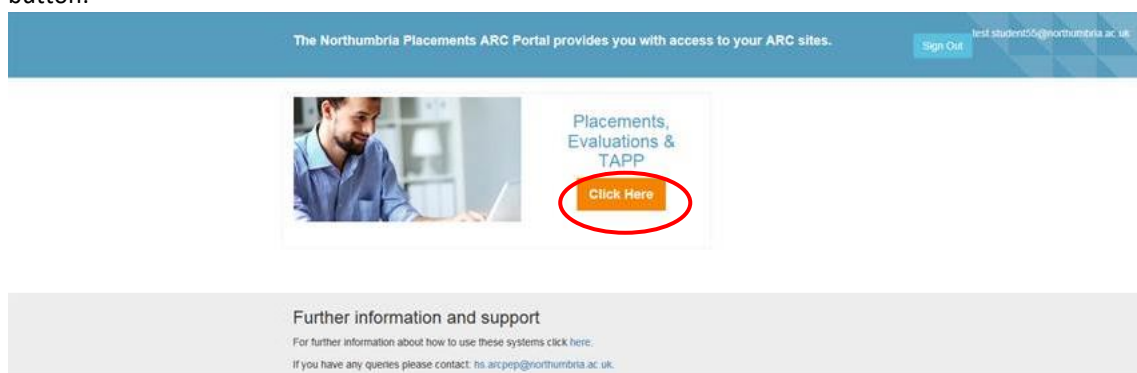 button.
The Northumbria Placements ARC Portal provides you with access to your ARC sites.
Sign Out
test.student55@northumbria.ac.uk
Placements,
Evaluations &
TAPP
Click Here
Further information and support
For further information about how to use these systems click here.
If you have any queries please contact: hs.arcpep@northumbria.ac.uk.